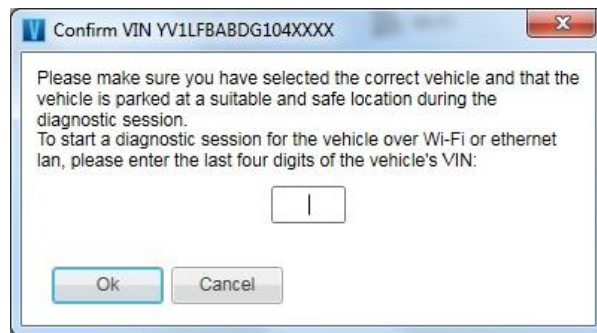 Confirm VIN YV1LFBABDG104XXXX
Please make sure you have selected the correct vehicle and that the
vehicle is parked at a suitable and safe location during the
diagnostic session.
To start a diagnostic session for the vehicle over Wi-Fi or ethernet
lan, please enter the last four digits of the vehicle's VIN:
Ok
Cancel